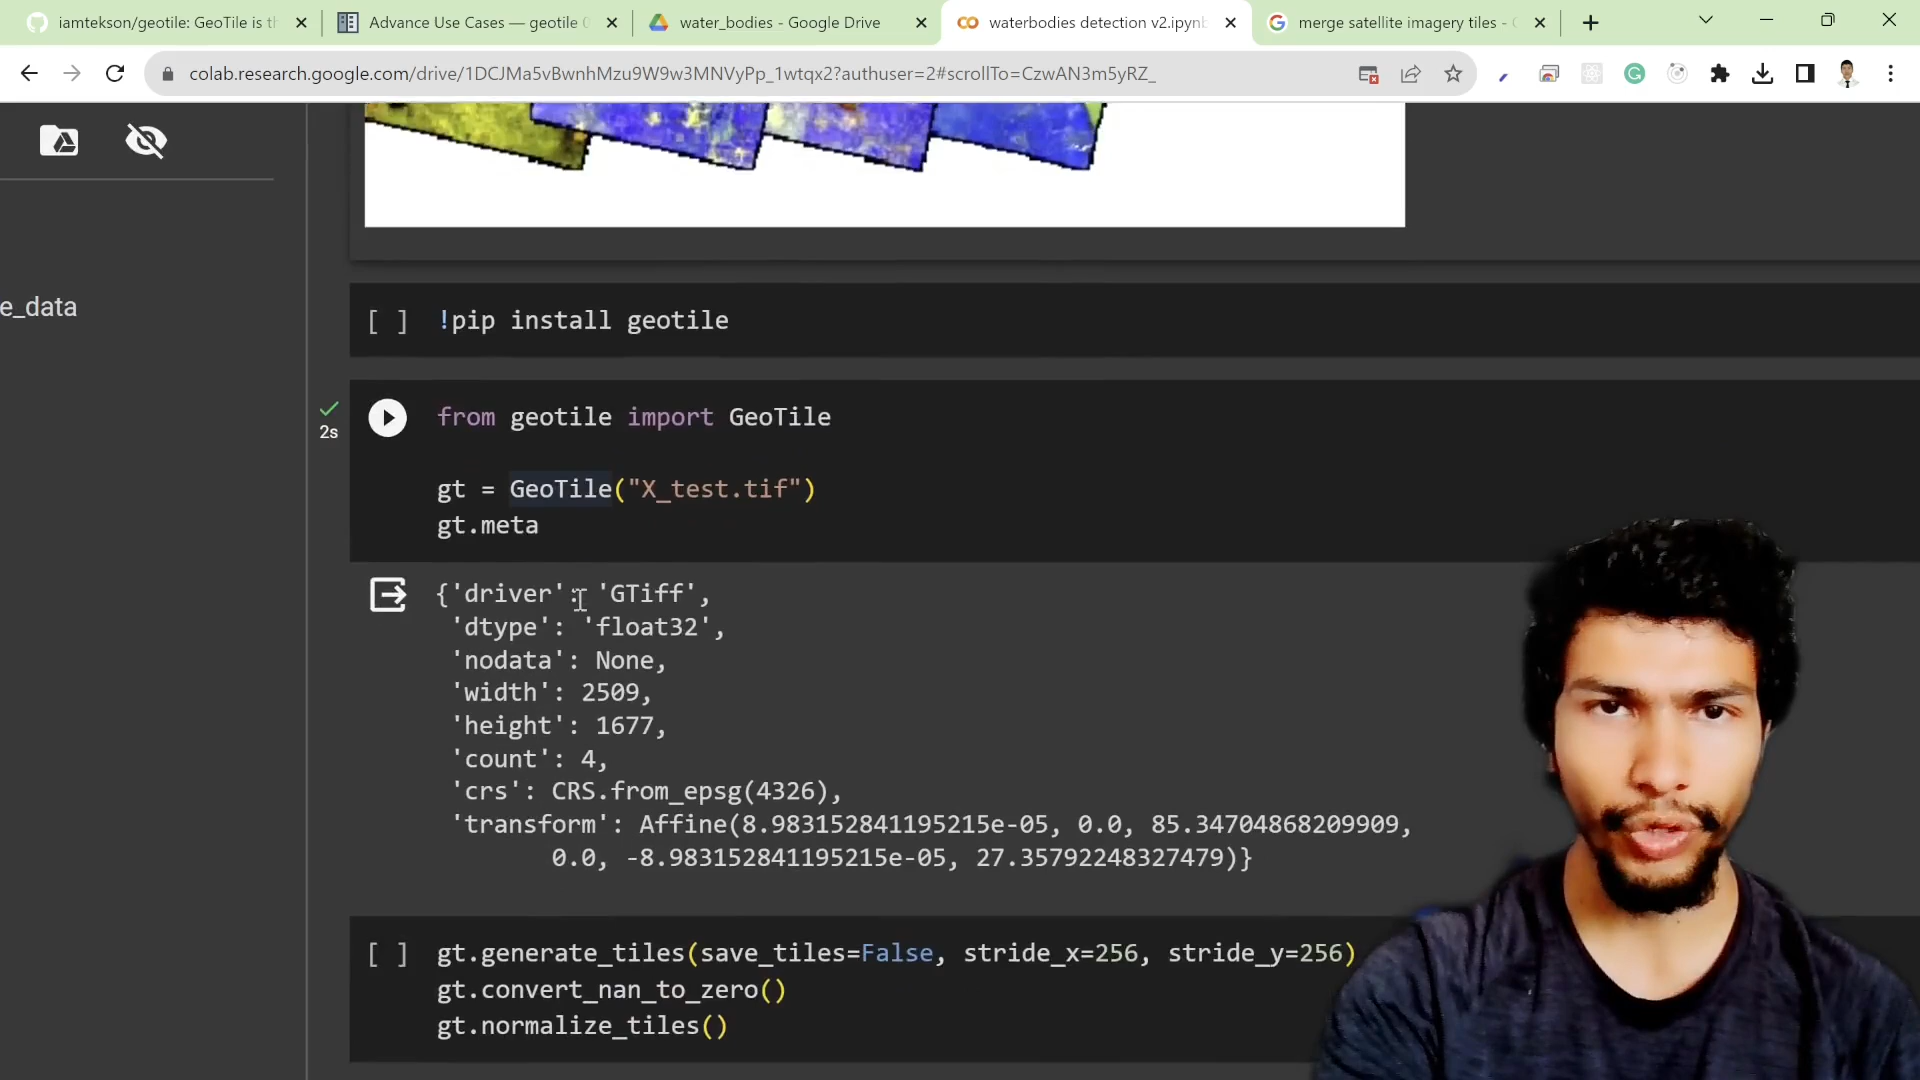 iamtekson/geotile: GeoTile is th
Advance Use Cases — geotile 0
water_bodies - Google Drive
waterbodies detection v2.ipynb
merge satellite imagery tiles -
colab.research.google.com/drive/1DCJMa5vBwnhMzu9W9w3MNVyPp_1wtqx2?authuser=2#scrollTo=CzwAN3m5yRZ_
e_data
[ ] !pip install geotile
from geotile import GeoTile
2s
gt = GeoTile("X_test.tif")
gt.meta
{'driver': 'GTiff',
'dtype': 'float32',
'nodata': None,
'width': 2509,
'height': 1677,
'count': 4,
'crs': CRS.from_epsg(4326),
'transform': Affine(8.983152841195215e-05, 0.0, 85.34704868209909,
0.0, -8.983152841195215e-05, 27.35792248327479)}
[ ] gt.generate_tiles(save_tiles=False, stride_x=256, stride_y=256)
gt.convert_nan_to_zero()
gt.normalize_tiles()